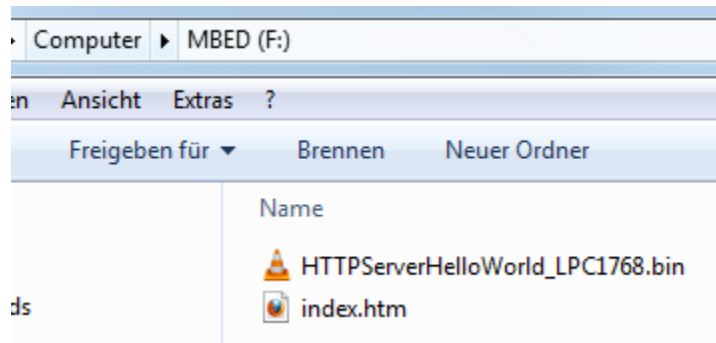 Computer MBED (F:)
en Ansicht Extras ?
Freigeben für Brennen Neuer Ordner
Name
HTTPServerHelloWorld_LPC1768.bin
ds index.htm